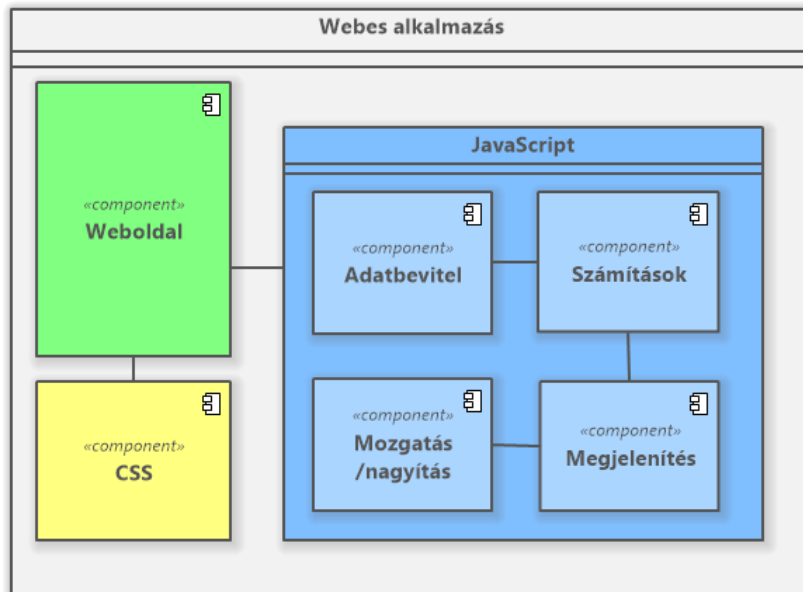 Webes alkalmazás
«component»
Weboldal
«component»
CSS
JavaScript
«component»
Adatbevitel
«component»
Számítások
«component»
Mozgatás
/nagyítás
«component»
Megjelenítés